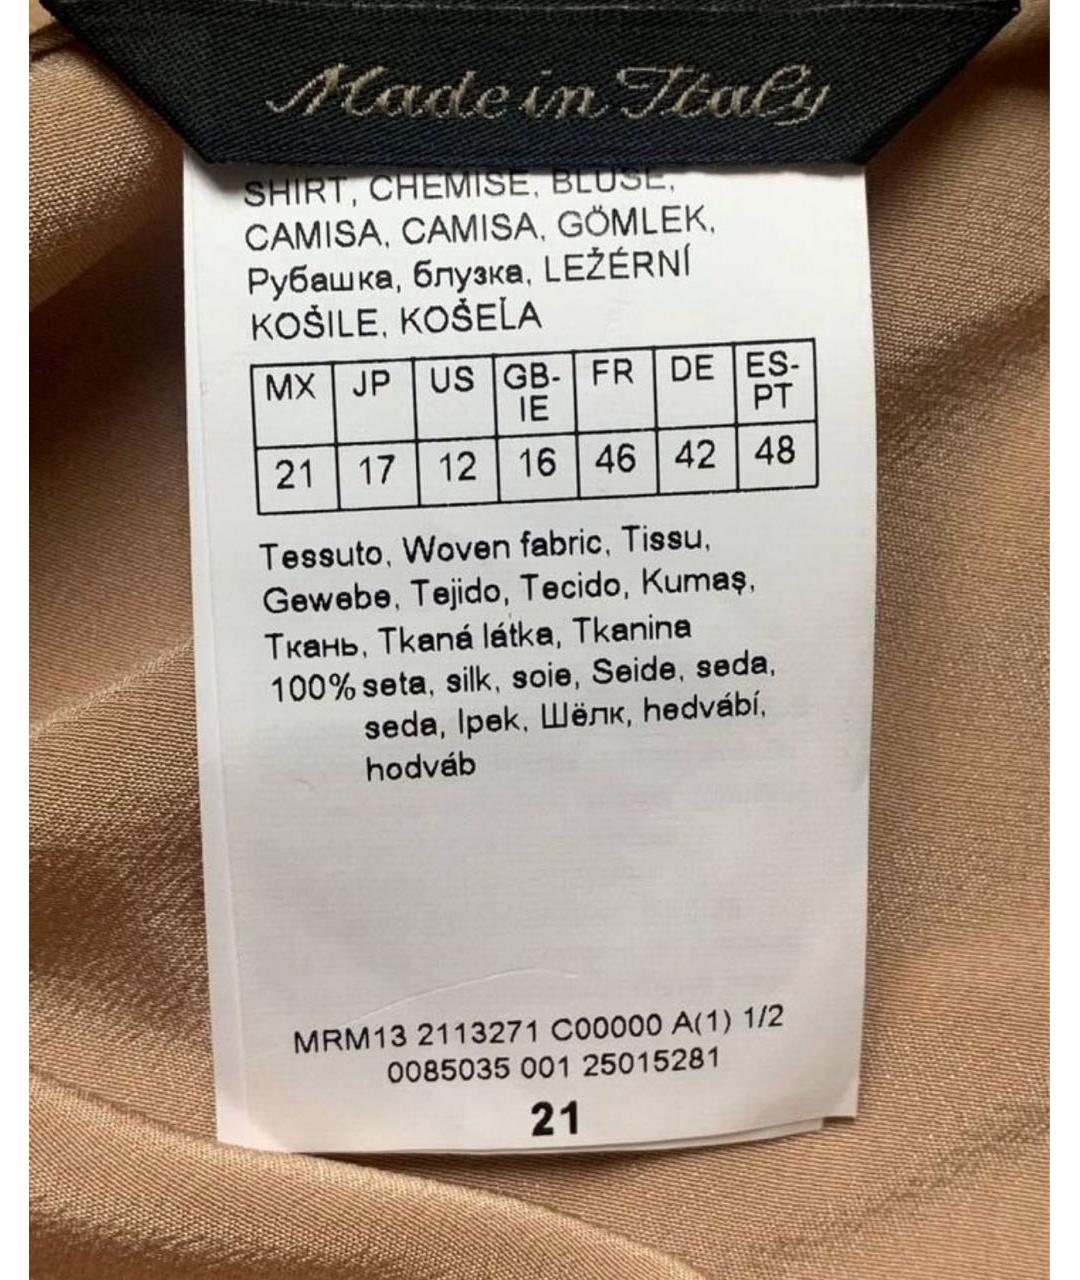 Made in Italy
SHIRT, CHEMISE, BLUSE,
CAMISA, CAMISA, GÖMLEK,
Рубашка, блузка, LEŽÉRNÍ
KOŠILE, KOŠEĽA
MX JP US GB-IE FR DE ES-PT
21 17 12 16 46 42 48
Tessuto, Woven fabric, Tissu,
Gewebe, Tejido, Tecido, Kumaş,
Ткань, Tkaná látka, Tkanina
100% seta, silk, soie, Seide, seda,
seda, Ipek, Шёлк, hedvábí,
hodváb
MRM13 2113271 C00000 A(1) 1/2
0085035 001 25015281
21